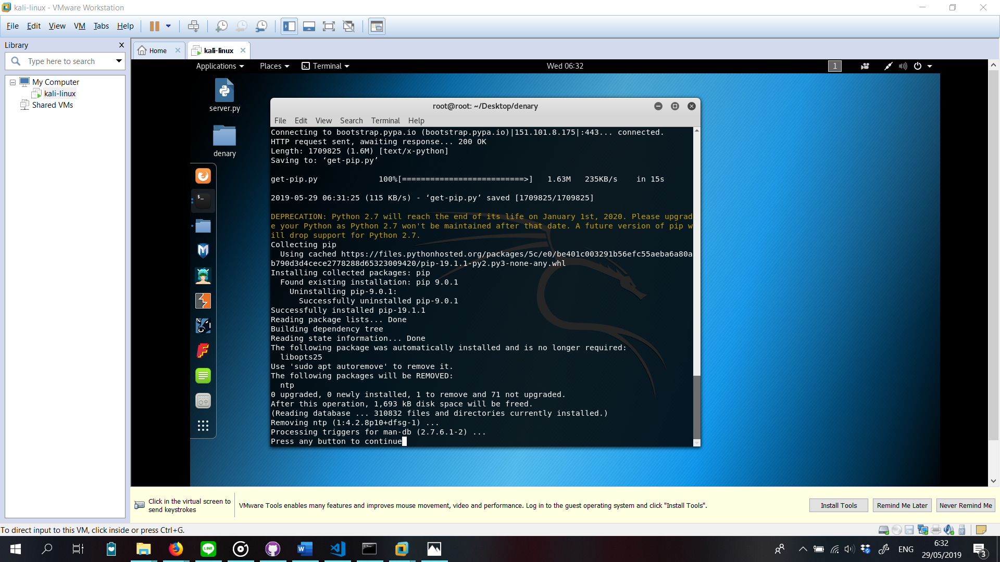 kali-linux - VMware Workstation
File Edit View VM Tabs Help
Library
Type here to search
My Computer
kali-linux
Shared VMs
Home
kali-linux
Applications Places Terminal
Wed 06:32
1
server.py
denary
root@root: ~/Desktop/denary
File Edit View Search Terminal Help
Connecting to bootstrap.pypa.io (bootstrap.pypa.io)|151.101.8.175|:443... connected.
HTTP request sent, awaiting response... 200 OK
Length: 1709825 (1.6M) [text/x-python]
Saving to: ‘get-pip.py’
get-pip.py 100%[==========================>] 1.63M 235KB/s in 15s
2019-05-29 06:31:25 (115 KB/s) - ‘get-pip.py’ saved [1709825/1709825]
DEPRECATION: Python 2.7 will reach the end of its life on January 1st, 2020. Please upgrad
e your Python as Python 2.7 won't be maintained after that date. A future version of pip w
ill drop support for Python 2.7.
Collecting pip
Using cached https://files.pythonhosted.org/packages/5c/e0/be401c003291b56efc55aeba6a80a
b790d3d4cece2778288d65323009420/pip-19.1.1-py2.py3-none-any.whl
Installing collected packages: pip
Found existing installation: pip 9.0.1
Uninstalling pip-9.0.1:
Successfully uninstalled pip-9.0.1
Successfully installed pip-19.1.1
Reading package lists... Done
Building dependency tree
Reading state information... Done
The following package was automatically installed and is no longer required:
libopts25
Use 'sudo apt autoremove' to remove it.
The following packages will be REMOVED:
ntp
0 upgraded, 0 newly installed, 1 to remove and 71 not upgraded.
After this operation, 1,693 kB disk space will be freed.
(Reading database ... 310832 files and directories currently installed.)
Removing ntp (1:4.2.8p10+dfsg-1) ...
Processing triggers for man-db (2.7.6.1-2) ...
Press any button to continue
Click in the virtual screen to
send keystrokes
VMware Tools enables many features and improves mouse movement, video and performance. Log in to the guest operating system and click "Install Tools".
Install Tools
Remind Me Later
Never Remind Me
To direct input to this VM, click inside or press Ctrl+G.
LINE
W
ENG
6:32
29/05/2019
3